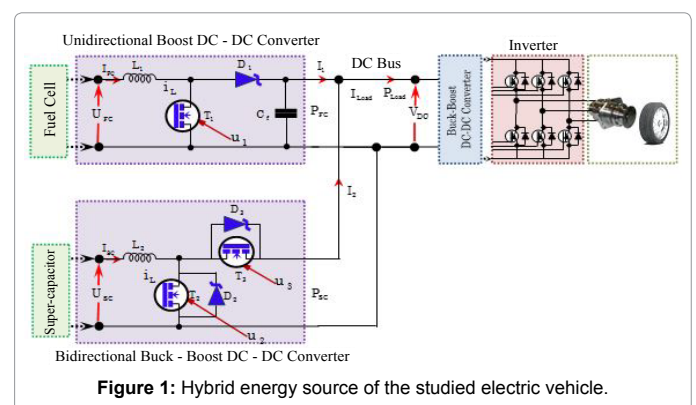 Unidirectional Boost DC - DC Converter
Fuel Cell
I_FC
L_1
D_1
i_L
T_1
U_FC
u_1
C_f
P_FC
I_1
DC Bus
I_Load
P_Load
V_DC
Buck-Boost
DC-DC Converter
Inverter
I_2
Super-capacitor
I_SC
L_2
D_3
i_L
T_3
u_3
T_2
D_2
U_SC
P_SC
u_2
Bidirectional Buck - Boost DC - DC Converter
Figure 1: Hybrid energy source of the studied electric vehicle.